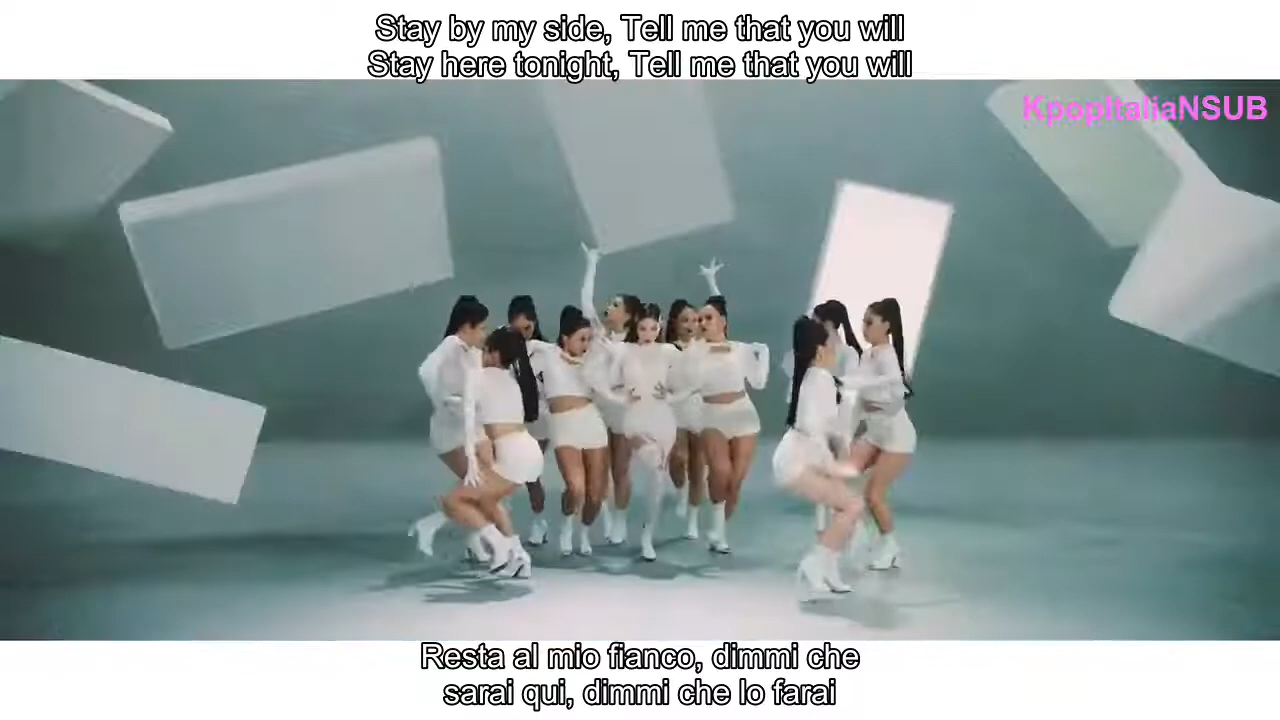 Stay by my side, Tell me that you will
Stay here tonight, Tell me that you will
KpopItaliaNSUB
Resta al mio fianco, dimmi che
sarai qui, dimmi che lo farai